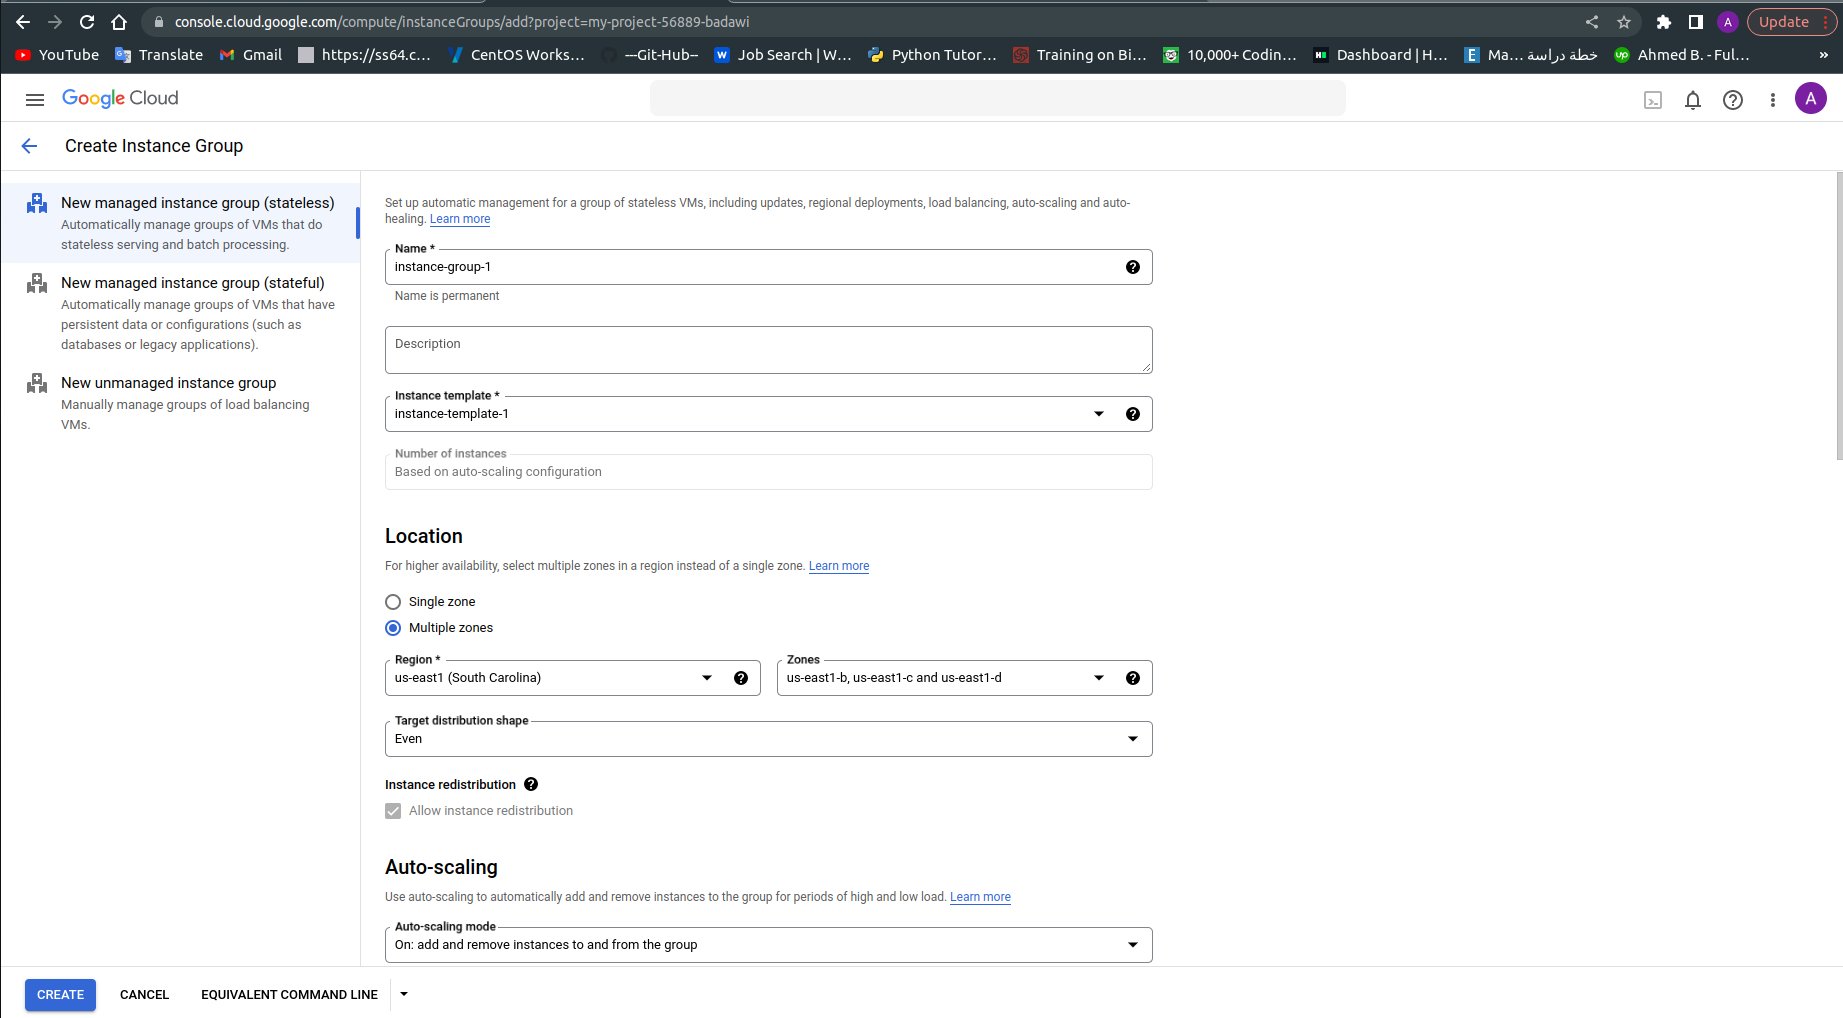 console.cloud.google.com/compute/instanceGroups/add?project=my-project-56889-badawi
A
Update
YouTube
Translate
Gmail
https://ss64.c...
CentOS Works...
---Git-Hub--
Job Search | W...
Python Tutor...
Training on Bi...
10,000+ Codin...
Dashboard | H...
Ma... خطة دراسة
Ahmed B. - Ful...
»
Google Cloud
A
Create Instance Group
New managed instance group (stateless)
Automatically manage groups of VMs that do
stateless serving and batch processing.
New managed instance group (stateful)
Automatically manage groups of VMs that have
persistent data or configurations (such as
databases or legacy applications).
New unmanaged instance group
Manually manage groups of load balancing
VMs.
Set up automatic management for a group of stateless VMs, including updates, regional deployments, load balancing, auto-scaling and auto-
healing. Learn more
Name *
instance-group-1
Name is permanent
Description
Instance template *
instance-template-1
Number of instances
Based on auto-scaling configuration
Location
For higher availability, select multiple zones in a region instead of a single zone. Learn more
Single zone
Multiple zones
Region *
us-east1 (South Carolina)
Zones
us-east1-b, us-east1-c and us-east1-d
Target distribution shape
Even
Instance redistribution
Allow instance redistribution
Auto-scaling
Use auto-scaling to automatically add and remove instances to the group for periods of high and low load. Learn more
Auto-scaling mode
On: add and remove instances to and from the group
CREATE
CANCEL
EQUIVALENT COMMAND LINE